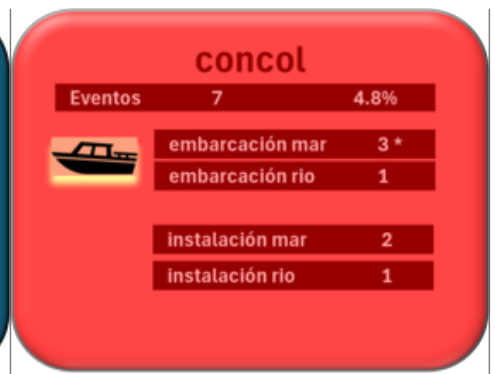 concol
Eventos 7 4.8%
embarcación mar 3 *
embarcación rio 1
instalación mar 2
instalación rio 1